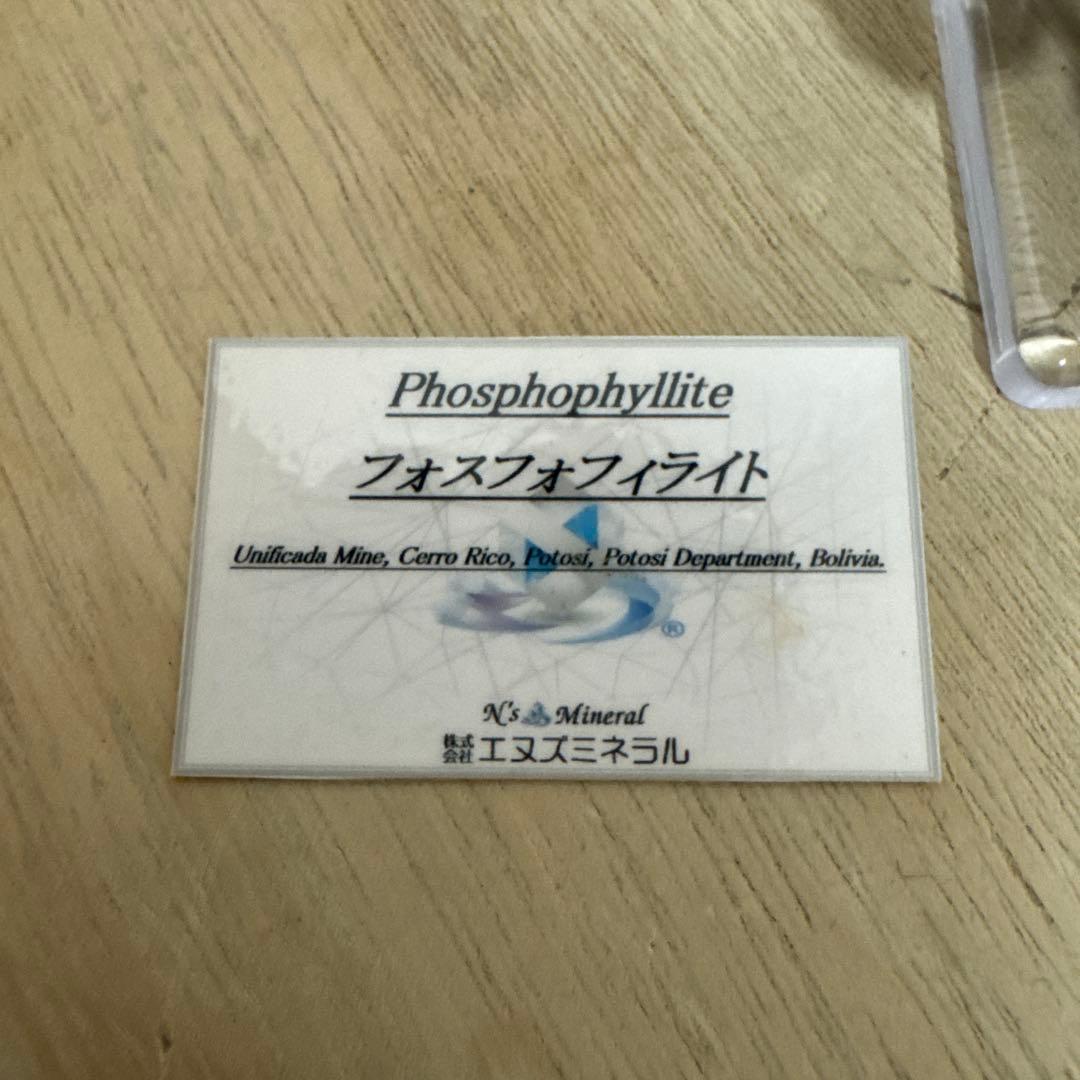 Phosphophyllite
フォスフォフィライト
Unificada Mine, Cerro Rico, Potosí, Potosi Department, Bolivia.
®
N's Mineral
株式会社エヌズミネラル